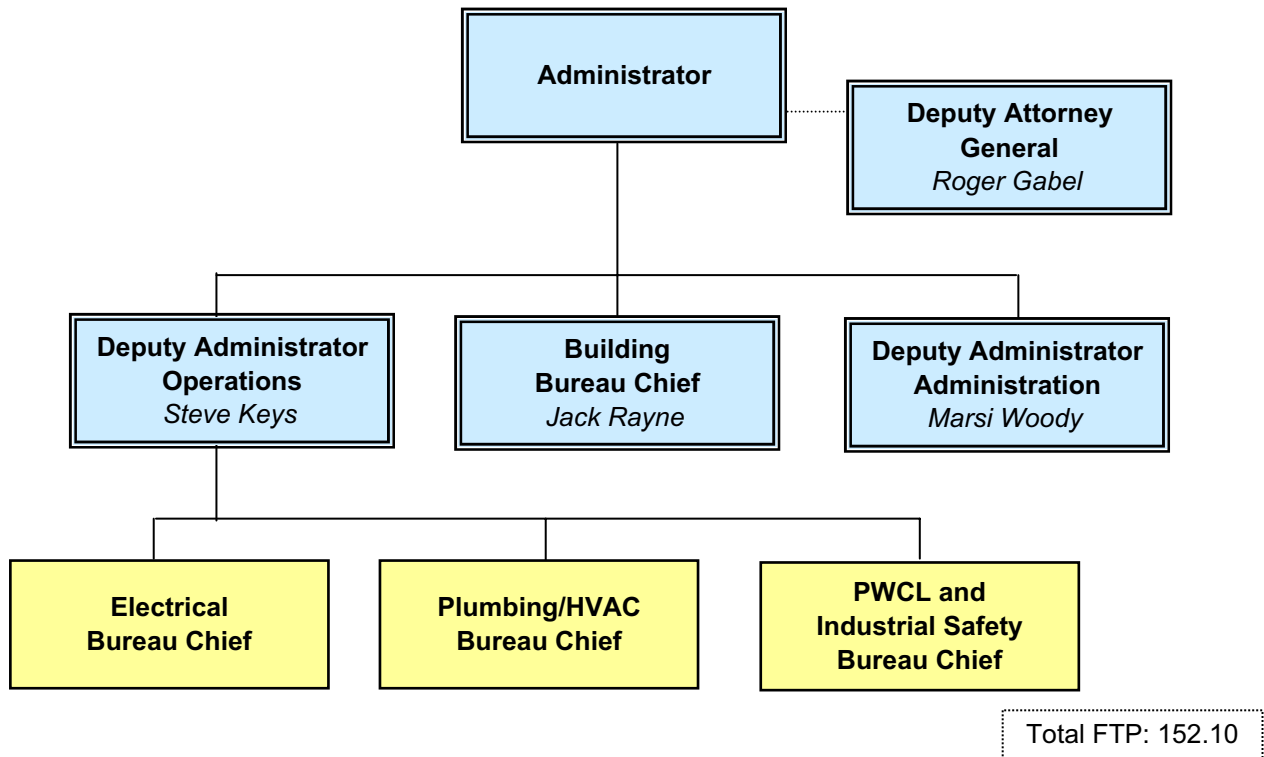 Administrator
Deputy Attorney
General
Roger Gabel
Deputy Administrator
Operations
Steve Keys
Building
Bureau Chief
Jack Rayne
Deputy Administrator
Administration
Marsi Woody
Electrical
Bureau Chief
Plumbing/HVAC
Bureau Chief
PWCL and
Industrial Safety
Bureau Chief
Total FTP: 152.10